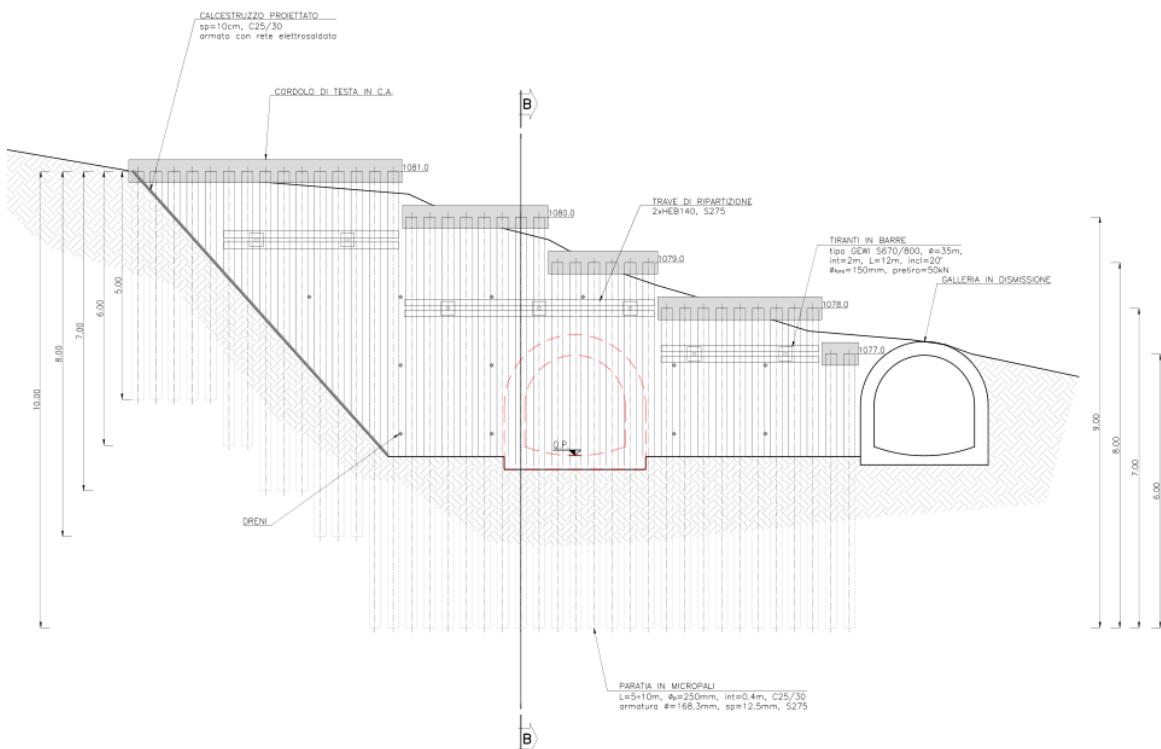 CALCESTRUZZO PROIETTATO
sp=10cm, C25/30
armato con rete elettrosaldata
CORDOLO DI TESTA IN C.A.
B
1081.0
1080.0
TRAVE DI RIPARTIZIONE
2xHEB140, S275
1079.0
TIRANTI IN BARRE
tipo GEWI S670/800, Ø=35m,
int=2m, L=12m, incl=20°
Øforo=150mm, pretiro=50kN
GALLERIA IN DISMISSIONE
1078.0
1077.0
5.00
6.00
7.00
8.00
10.00
9.00
8.00
7.00
6.00
Q.P.
DRENI
PARATIA IN MICROPALI
L=5÷10m, Øp=250mm, int=0.4m, C25/30
armatura Ø=168.3mm, sp=12.5mm, S275
B